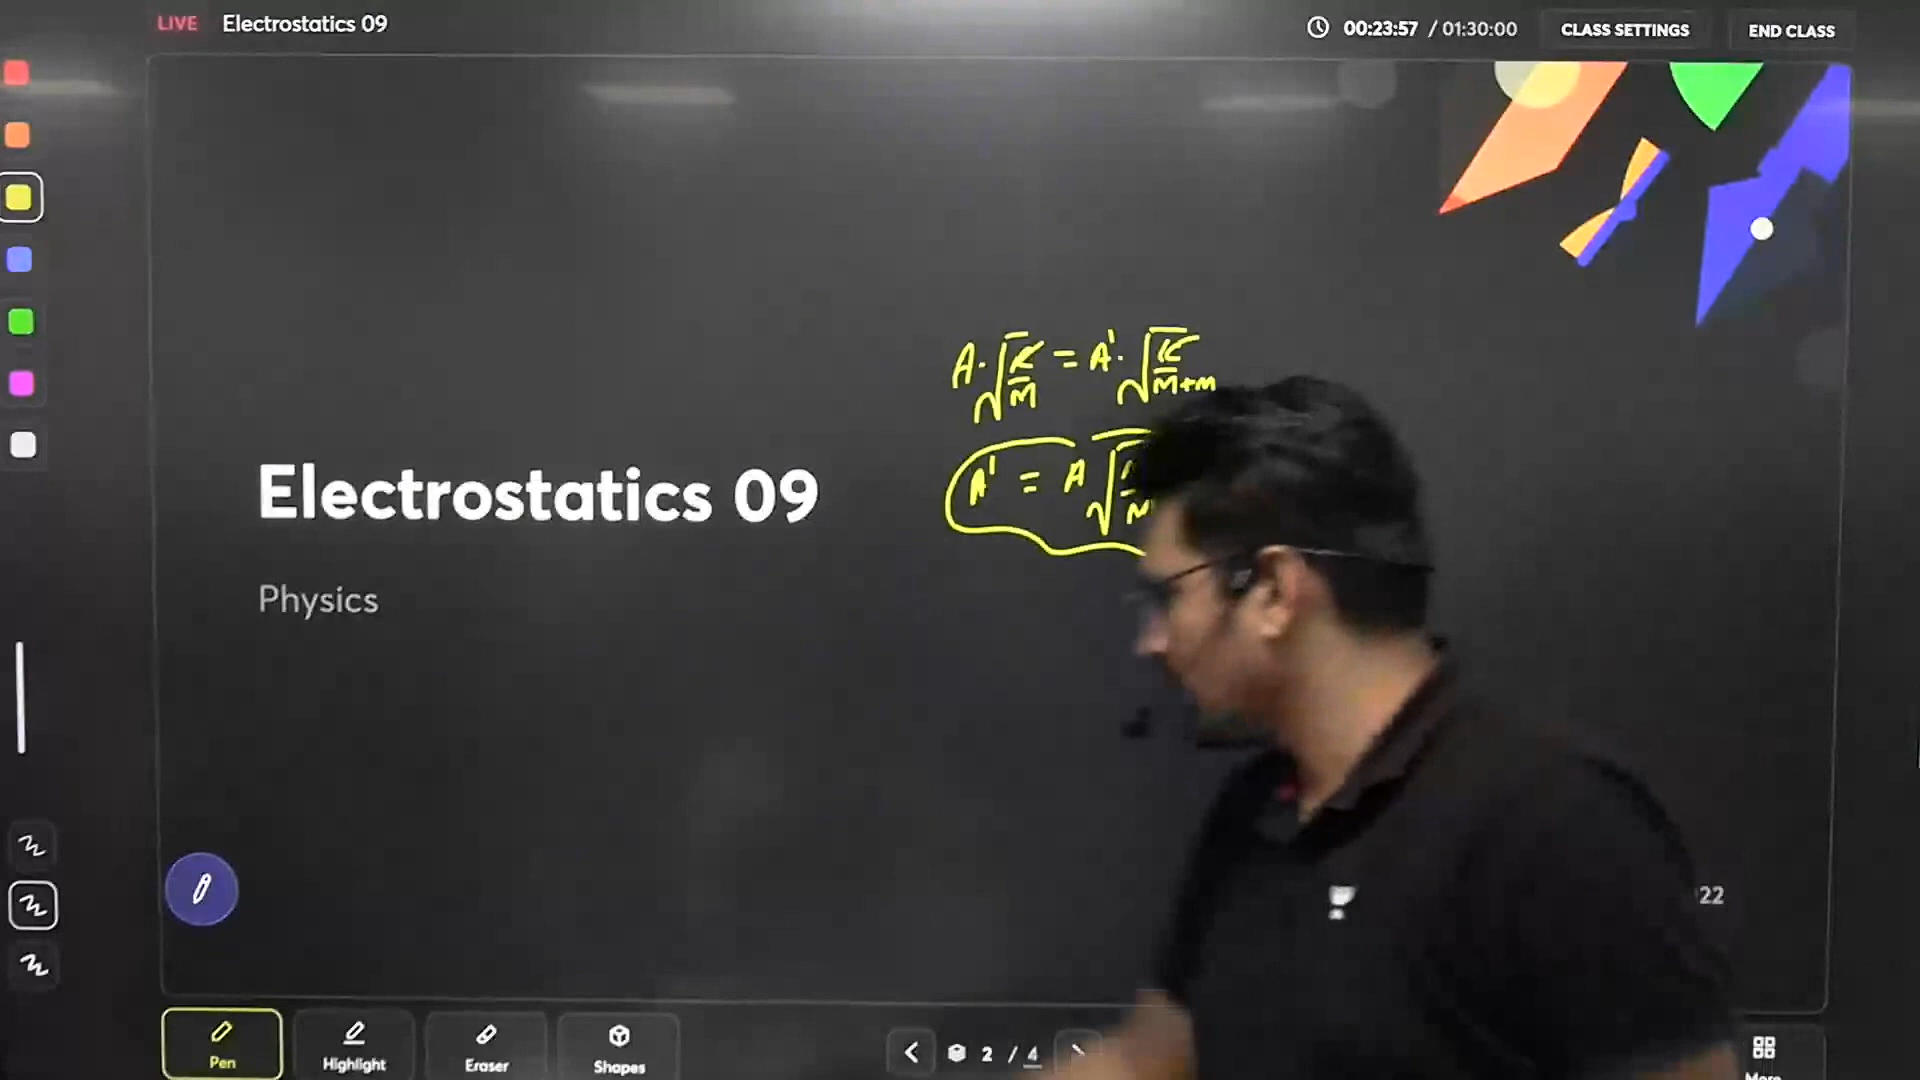 LIVE Electrostatics 09
00:23:57 / 01:30:00 CLASS SETTINGS END CLASS
A·√K/M = A'·√K/M+m
A' = A √
Electrostatics 09
Physics
22
Pen Highlight Eraser Shapes
2 / 4
More